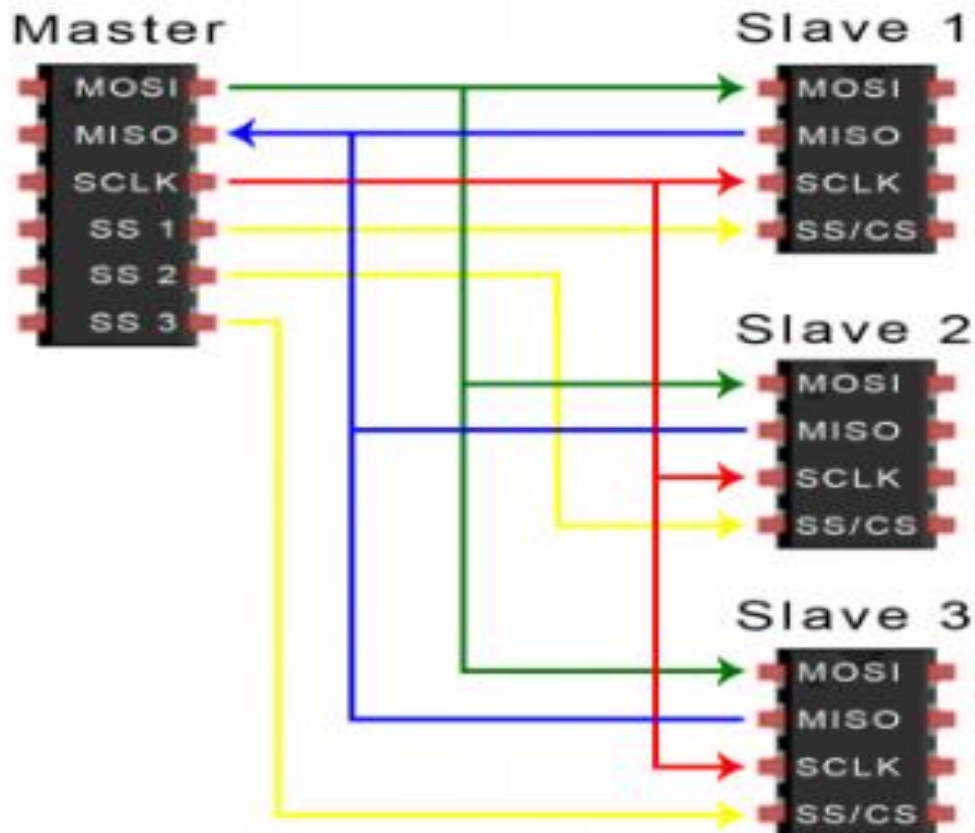 Master
MOSI
MISO
SCLK
SS 1
SS 2
SS 3
Slave 1
MOSI
MISO
SCLK
SS/CS
Slave 2
MOSI
MISO
SCLK
SS/CS
Slave 3
MOSI
MISO
SCLK
SS/CS